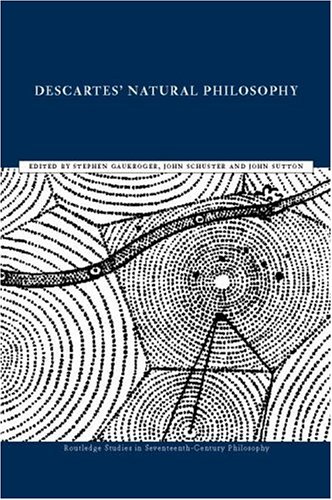 DESCARTES' NATURAL PHILOSOPHY
EDITED BY STEPHEN GAUKROGER, JOHN SCHUSTER AND JOHN SUTTON
Routledge Studies in Seventeenth-Century Philosophy